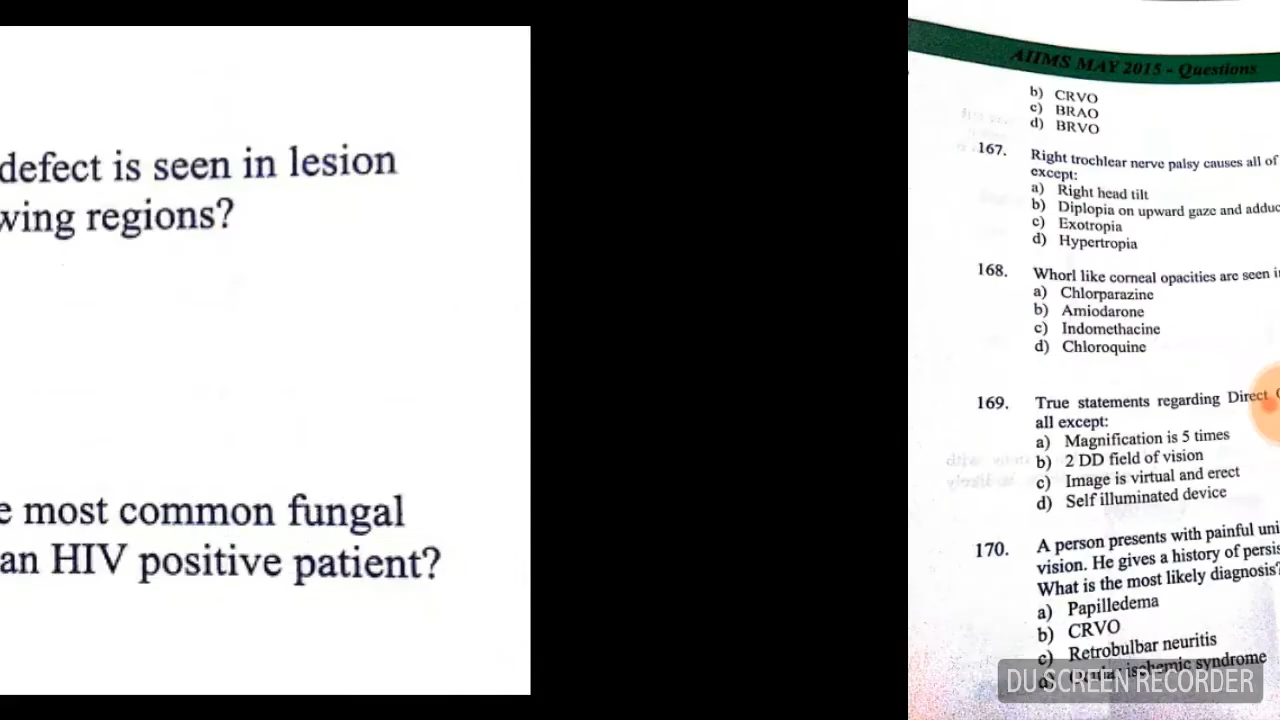 defect is seen in lesion
wing regions?
e most common fungal
an HIV positive patient?
AIIMS MAY 2015 - Questions
b) CRVO
c) BRAO
d) BRVO
167. Right trochlear nerve palsy causes all of
except:
a) Right head tilt
b) Diplopia on upward gaze and adduc
c) Exotropia
d) Hypertropia
168. Whorl like corneal opacities are seen i
a) Chlorparazine
b) Amiodarone
c) Indomethacine
d) Chloroquine
169. True statements regarding Direct
all except:
a) Magnification is 5 times
b) 2 DD field of vision
c) Image is virtual and erect
d) Self illuminated device
170. A person presents with painful uni
vision. He gives a history of persis
What is the most likely diagnosis?
a) Papilledema
b) CRVO
c) Retrobulbar neuritis
d) Ocular ischemic syndrome
DU SCREEN RECORDER